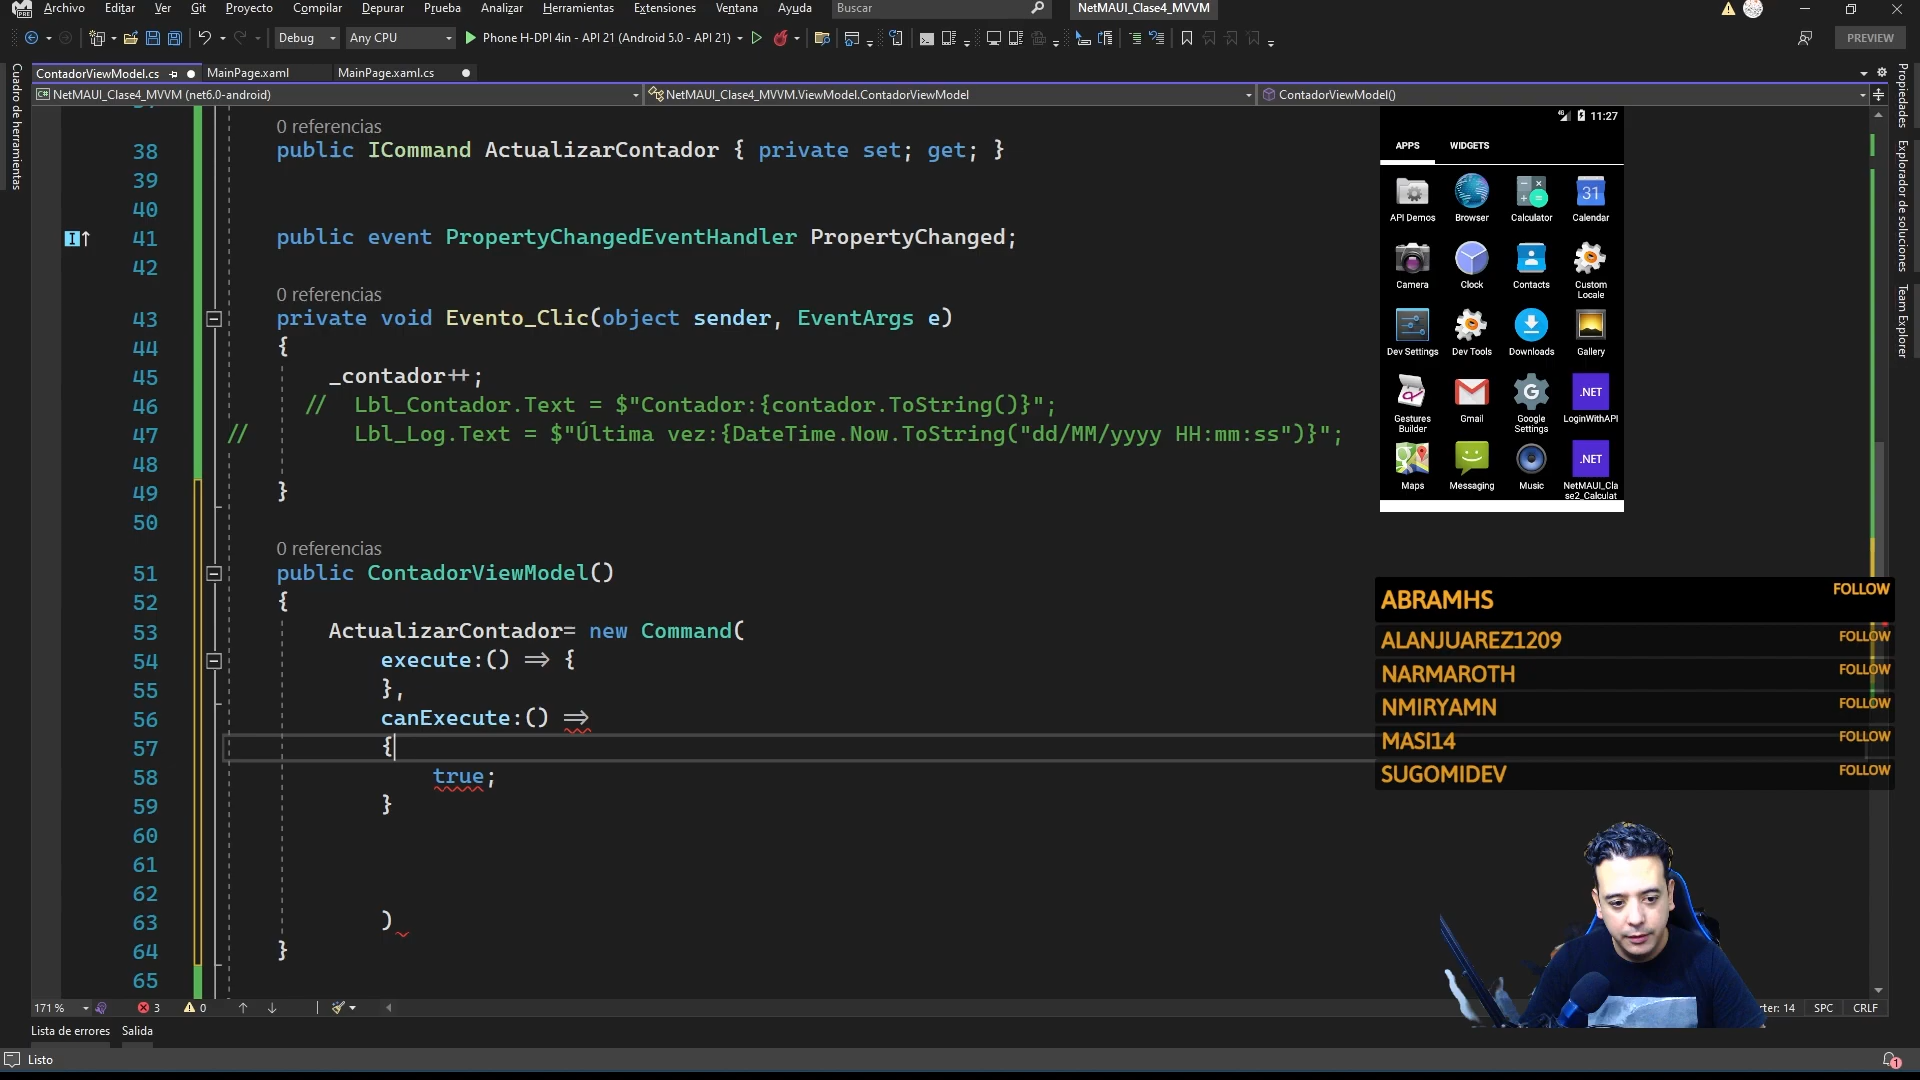 Archivo Editar Ver Git Proyecto Compilar Depurar Prueba Analizar Herramientas Extensiones Ventana Ayuda Buscar NetMAUI_Clase4_MVVM
Debug Any CPU Phone H-DPI 4in - API 21 (Android 5.0 - API 21) PREVIEW
ContadorViewModel.cs MainPage.xaml MainPage.xaml.cs
NetMAUI_Clase4_MVVM (net6.0-android) NetMAUI_Clase4_MVVM.ViewModel.ContadorViewModel ContadorViewModel()
Cuadro de herramientas
0 referencias
38 public ICommand ActualizarContador { private set; get; }
39
40
41 public event PropertyChangedEventHandler PropertyChanged;
42
0 referencias
43 private void Evento_Clic(object sender, EventArgs e)
44 {
45 _contador++;
46 // Lbl_Contador.Text = $"Contador:{contador.ToString()}";
47 // Lbl_Log.Text = $"Última vez:{DateTime.Now.ToString("dd/MM/yyyy HH:mm:ss")}";
48
49 }
50
0 referencias
51 public ContadorViewModel()
52 {
53 ActualizarContador= new Command(
54 execute:() => {
55 },
56 canExecute:() =>
57 {
58 true;
59 }
60
61
62
63 )
64 }
65
11:27
APPS WIDGETS
API Demos Browser Calculator Calendar
31
Camera Clock Contacts Custom Locale
Dev Settings Dev Tools Downloads Gallery
.NET
Gestures Builder Gmail Google Settings LoginWithAPI
.NET
Maps Messaging Music NetMAUI_Cla
se2_Calculat
ABRAMHS FOLLOW
ALANJUAREZ1209 FOLLOW
NARMAROTH FOLLOW
NMIRYAMN FOLLOW
MASI14 FOLLOW
SUGOMIDEV FOLLOW
Propiedades
Explorador de soluciones
Team Explorer
171 % 3 0 14 SPC CRLF
Lista de errores Salida
Listo 1